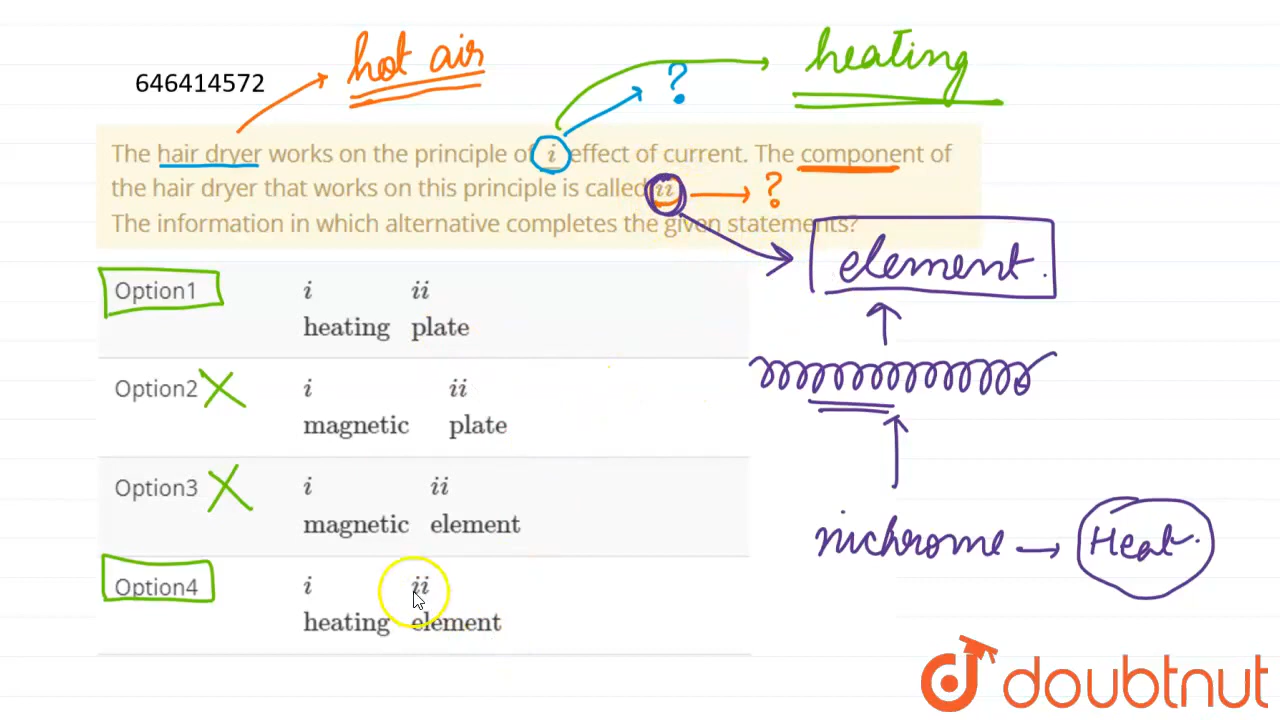 hot air
heating
?
646414572
The hair dryer works on the principle of i effect of current. The component of
the hair dryer that works on this principle is called ii
?
The information in which alternative completes the given statements?
element.
Option1 i ii
heating plate
Option2 i ii
magnetic plate
Option3 i ii
magnetic element
nichrome → Heat.
Option4 i ii
heating element
doubtnut